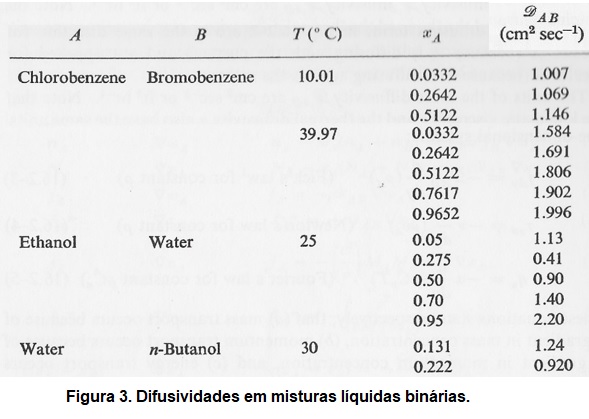 A B T(° C) x_A 𝒟_AB (cm² sec⁻¹)
Chlorobenzene Bromobenzene 10.01 0.0332 1.007
0.2642 1.069
0.5122 1.146
39.97 0.0332 1.584
0.2642 1.691
0.5122 1.806
0.7617 1.902
0.9652 1.996
Ethanol Water 25 0.05 1.13
0.275 0.41
0.50 0.90
0.70 1.40
0.95 2.20
Water n-Butanol 30 0.131 1.24
0.222 0.920
Figura 3. Difusividades em misturas líquidas binárias.